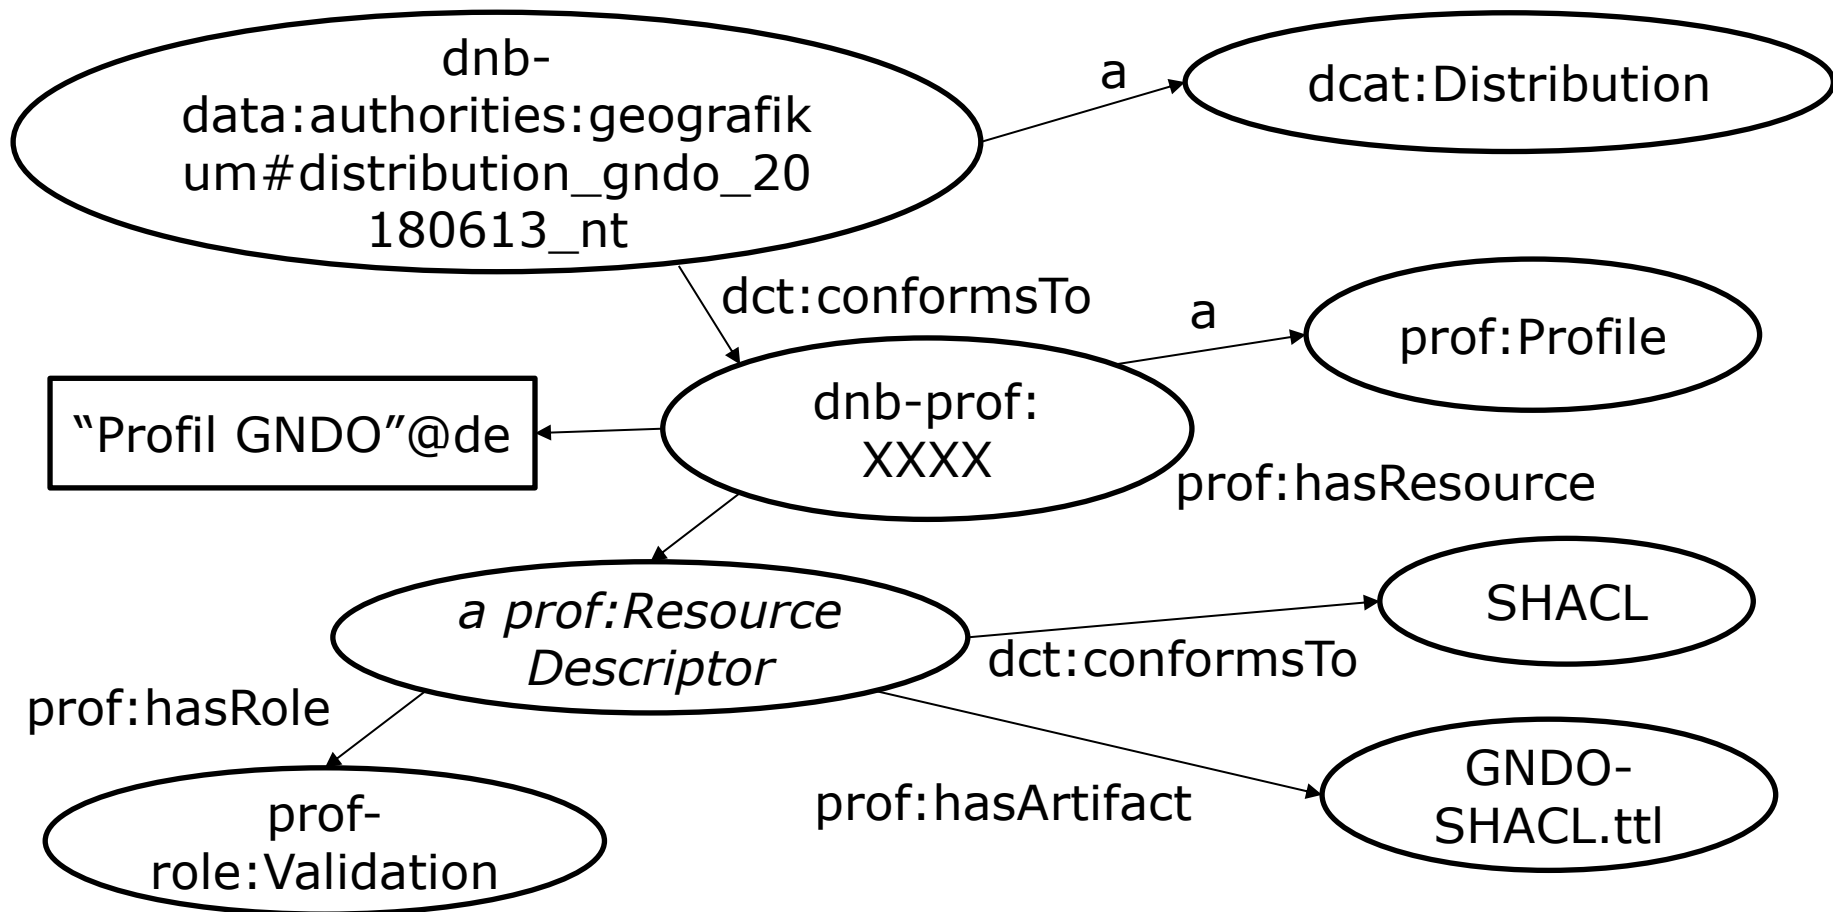 dnb-
data:authorities:geografik
um#distribution_gndo_20
180613_nt
a
dcat:Distribution
dct:conformsTo
a
prof:Profile
“Profil GNDO”@de
dnb-prof:
XXXX
prof:hasResource
a prof:Resource
Descriptor
SHACL
dct:conformsTo
prof:hasRole
prof:hasArtifact
GNDO-
SHACL.ttl
prof-
role:Validation